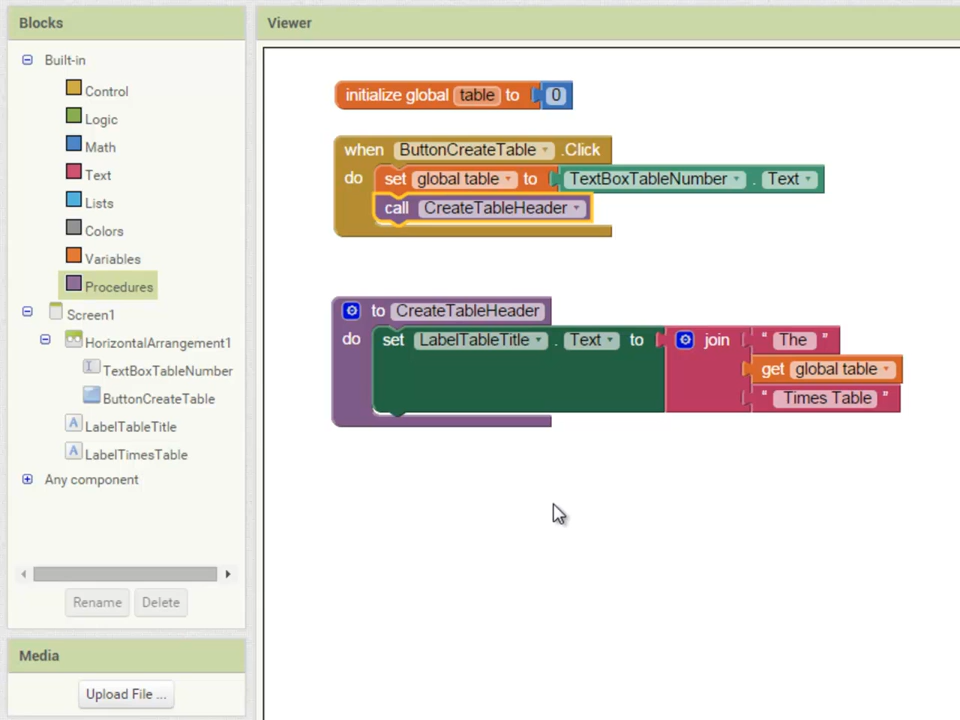 Blocks
Built-in
Control
Logic
Math
Text
Lists
Colors
Variables
Procedures
Screen1
HorizontalArrangement1
TextBoxTableNumber
ButtonCreateTable
LabelTableTitle
LabelTimesTable
Any component
Rename Delete
Media
Upload File ...
Viewer
initialize global table to 0
when ButtonCreateTable .Click
do set global table to TextBoxTableNumber . Text
call CreateTableHeader
to CreateTableHeader
do set LabelTableTitle . Text to join " The "
get global table
" Times Table "